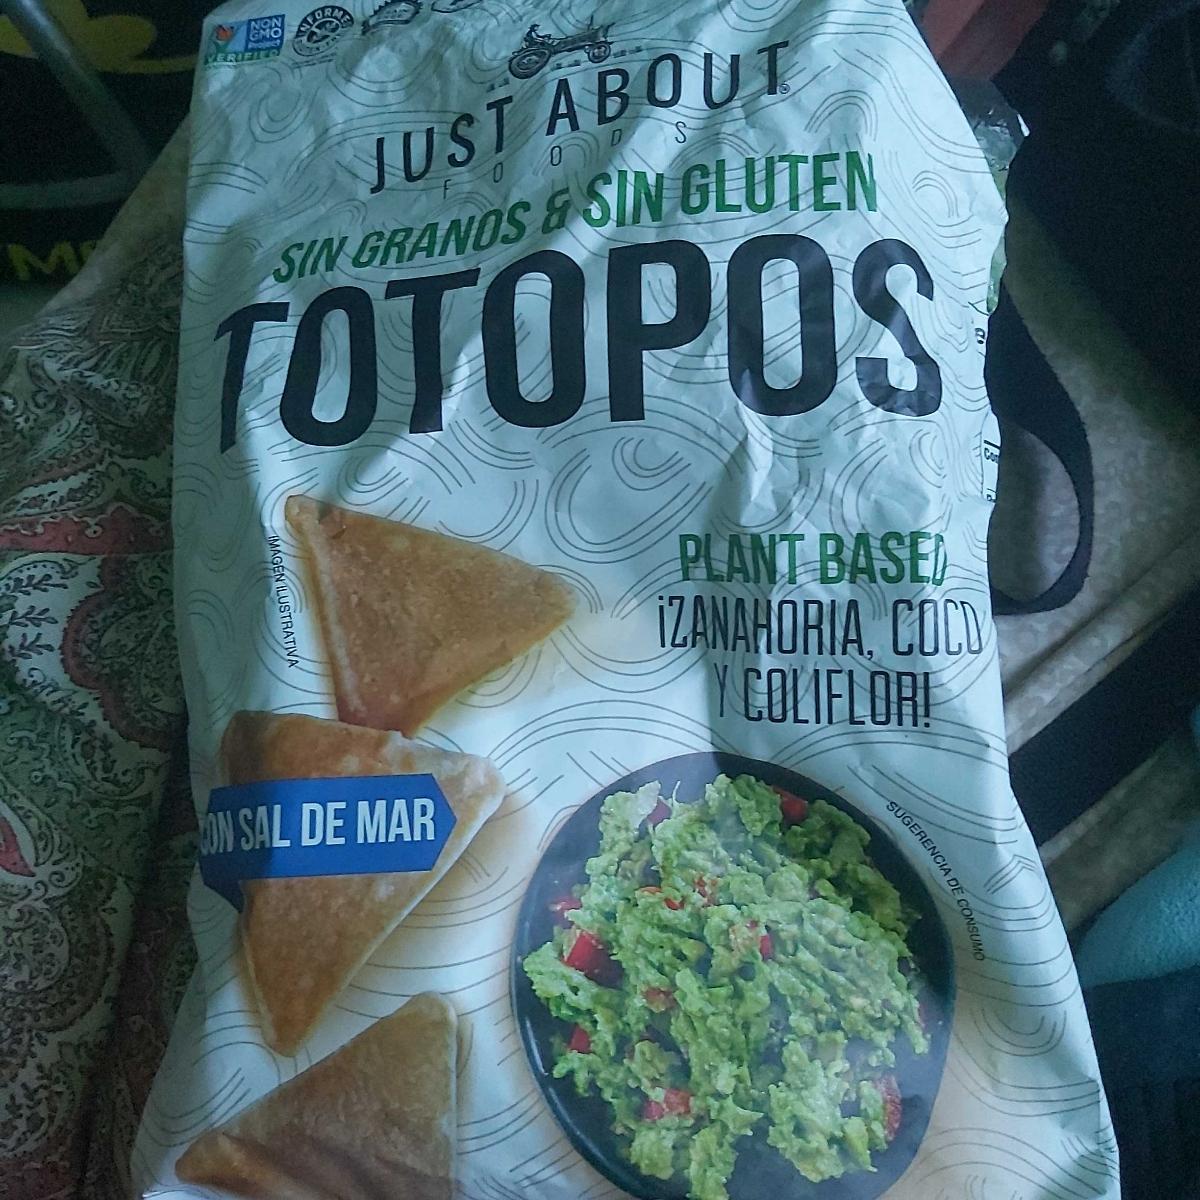 NON
GMO
Project
VERIFIED
INFORME
JUST ABOUT
FOODS
SIN GRANOS & SIN GLUTEN
TOTOPOS
IMAGEN ILUSTRATIVA
PLANT BASED
¡ZANAHORIA, COCO
Y COLIFLOR!
CON SAL DE MAR
SUGERENCIA DE CONSUMO